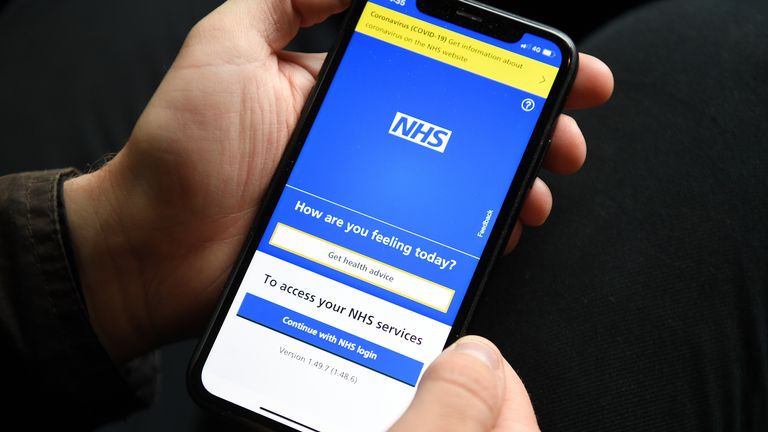 4G
Coronavirus (COVID-19) Get information about
coronavirus on the NHS website
NHS
Feedback
How are you feeling today?
Get health advice
To access your NHS services
Continue with NHS login
Version 1.49.7 (1.48.6)